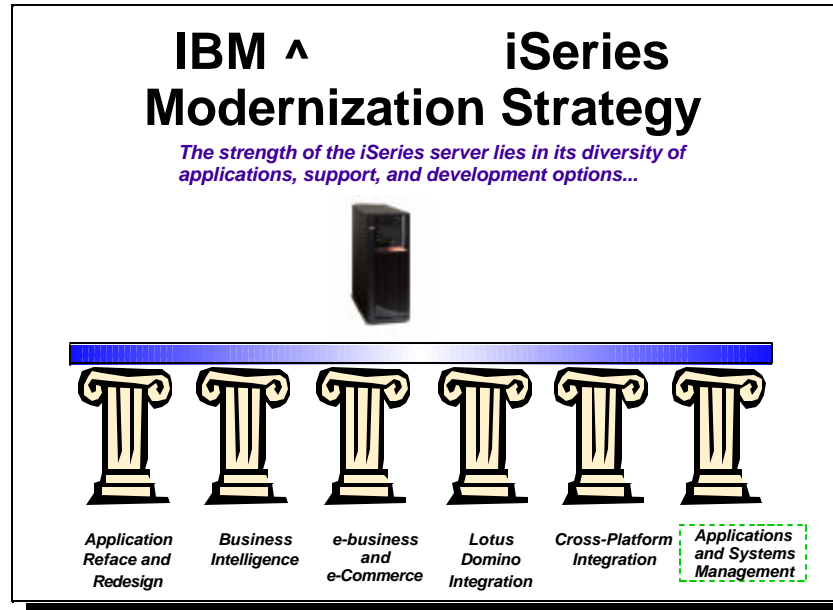 IBM ^ iSeries
Modernization Strategy
The strength of the iSeries server lies in its diversity of
applications, support, and development options...
Application
Reface and
Redesign
Business
Intelligence
e-business
and
e-Commerce
Lotus
Domino
Integration
Cross-Platform
Integration
Applications
and Systems
Management